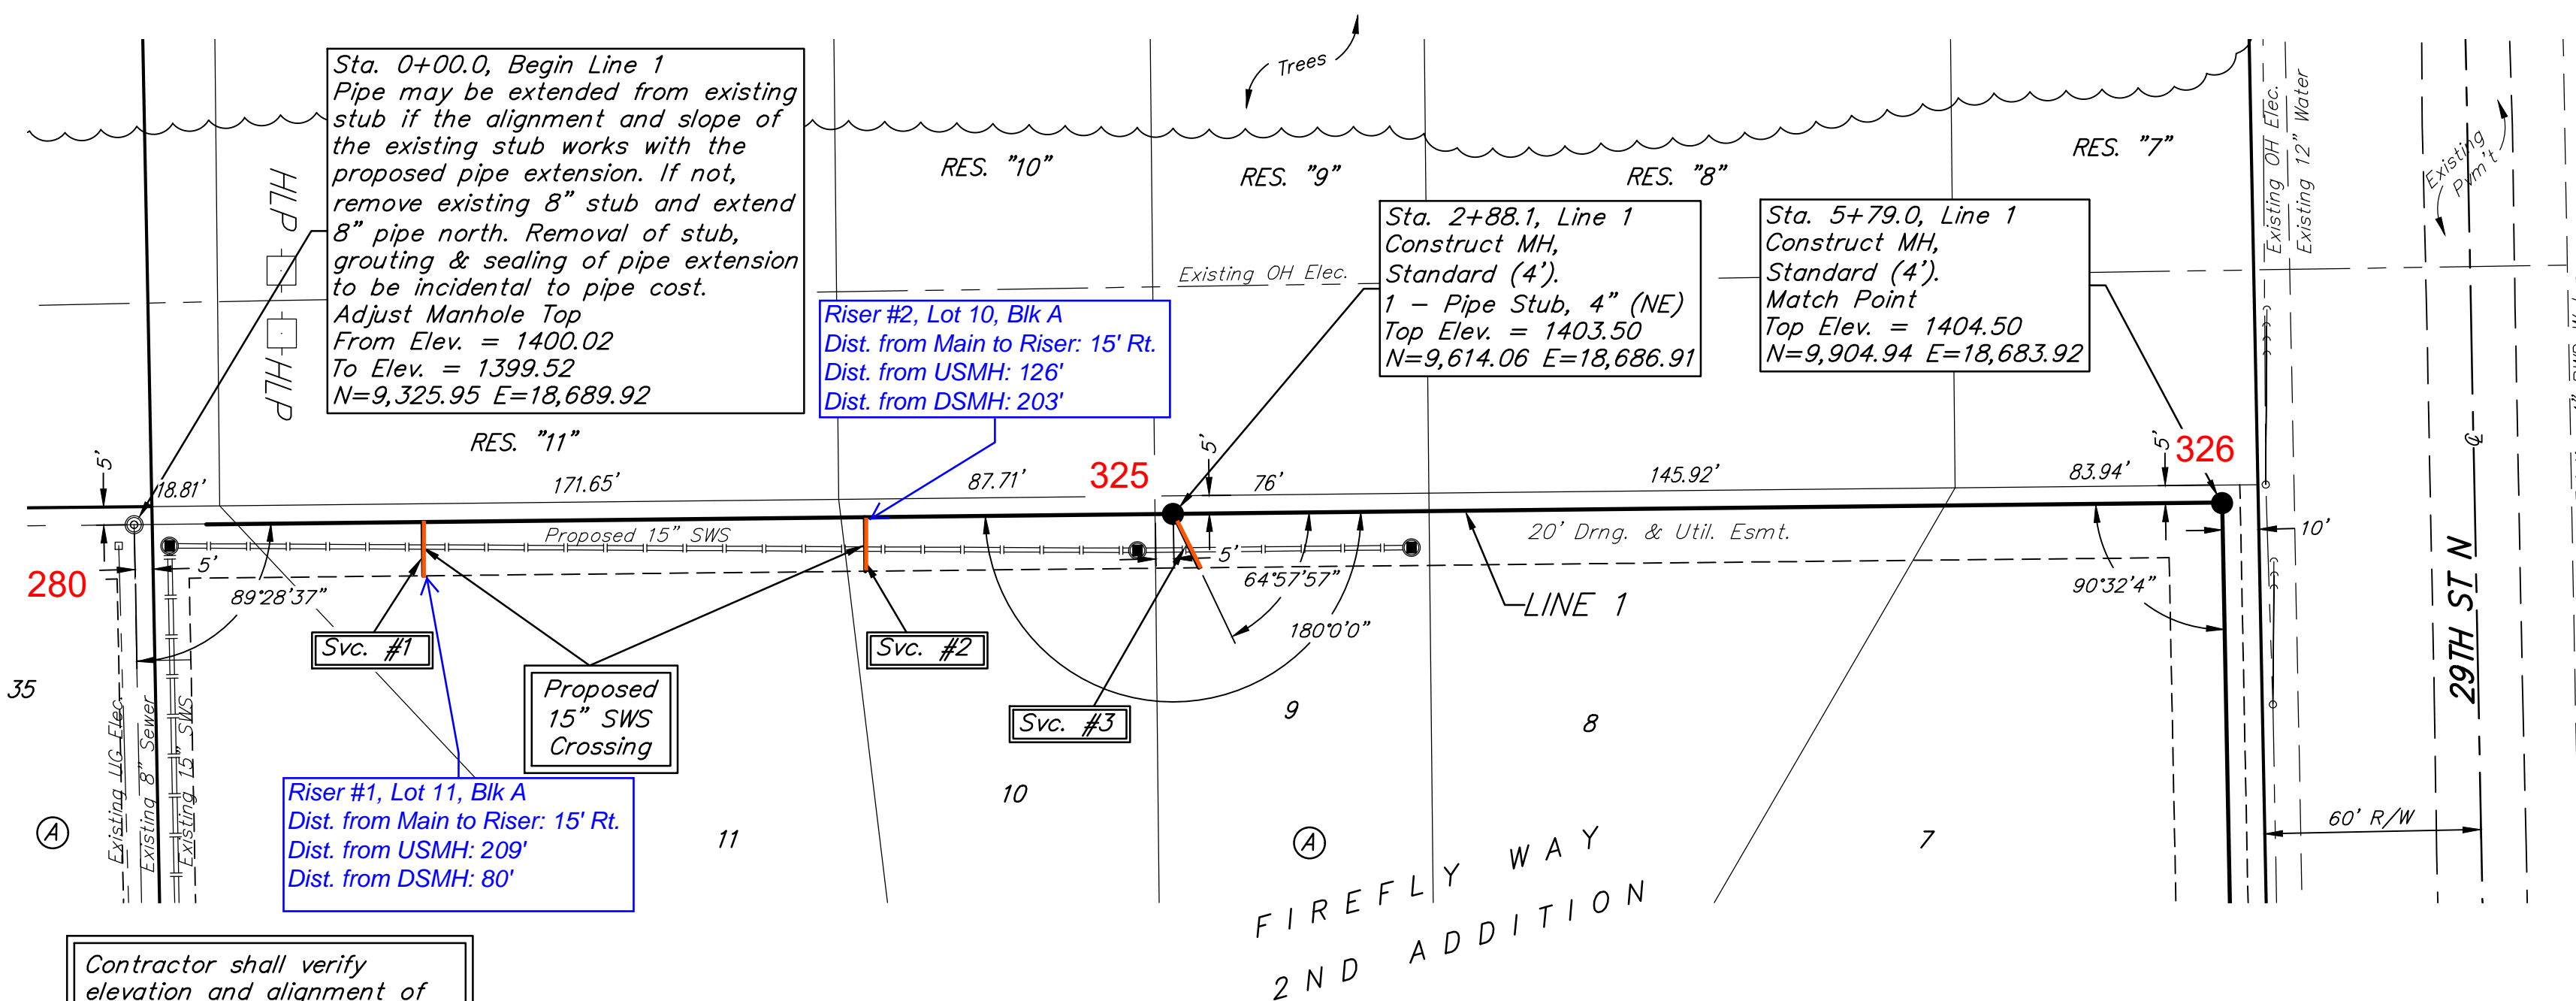 Sta. 0+00.0, Begin Line 1
Pipe may be extended from existing
stub if the alignment and slope of
the existing stub works with the
proposed pipe extension. If not,
remove existing 8" stub and extend
8" pipe north. Removal of stub,
grouting & sealing of pipe extension
to be incidental to pipe cost.
Adjust Manhole Top
From Elev. = 1400.02
To Elev. = 1399.52
N=9,325.95 E=18,689.92
Trees
RES. "10"
RES. "9"
RES. "8"
RES. "7"
HLP
HLP
Existing OH Elec.
Riser #2, Lot 10, Blk A
Dist. from Main to Riser: 15' Rt.
Dist. from USMH: 126'
Dist. from DSMH: 203'
Sta. 2+88.1, Line 1
Construct MH,
Standard (4').
1 - Pipe Stub, 4" (NE)
Top Elev. = 1403.50
N=9,614.06 E=18,686.91
Sta. 5+79.0, Line 1
Construct MH,
Standard (4').
Match Point
Top Elev. = 1404.50
N=9,904.94 E=18,683.92
Existing OH Elec.
Existing 12" Water
Existing
Pvm't
RES. "11"
5'
18.81'
171.65'
87.71'
325
5'
76'
145.92'
83.94'
5'
326
Proposed 15" SWS
20' Drng. & Util. Esmt.
10'
280
5'
89°28'37"
5'
64°57'57"
180°0'0"
LINE 1
90°32'4"
29TH ST N
℄
Svc. #1
Svc. #2
Svc. #3
Proposed
15" SWS
Crossing
35
Existing UG Elec.
Existing 8" Sewer
Existing 15" SWS
9
8
10
11
7
A
A
60' R/W
Riser #1, Lot 11, Blk A
Dist. from Main to Riser: 15' Rt.
Dist. from USMH: 209'
Dist. from DSMH: 80'
FIREFLY WAY
2ND ADDITION
Contractor shall verify
elevation and alignment of